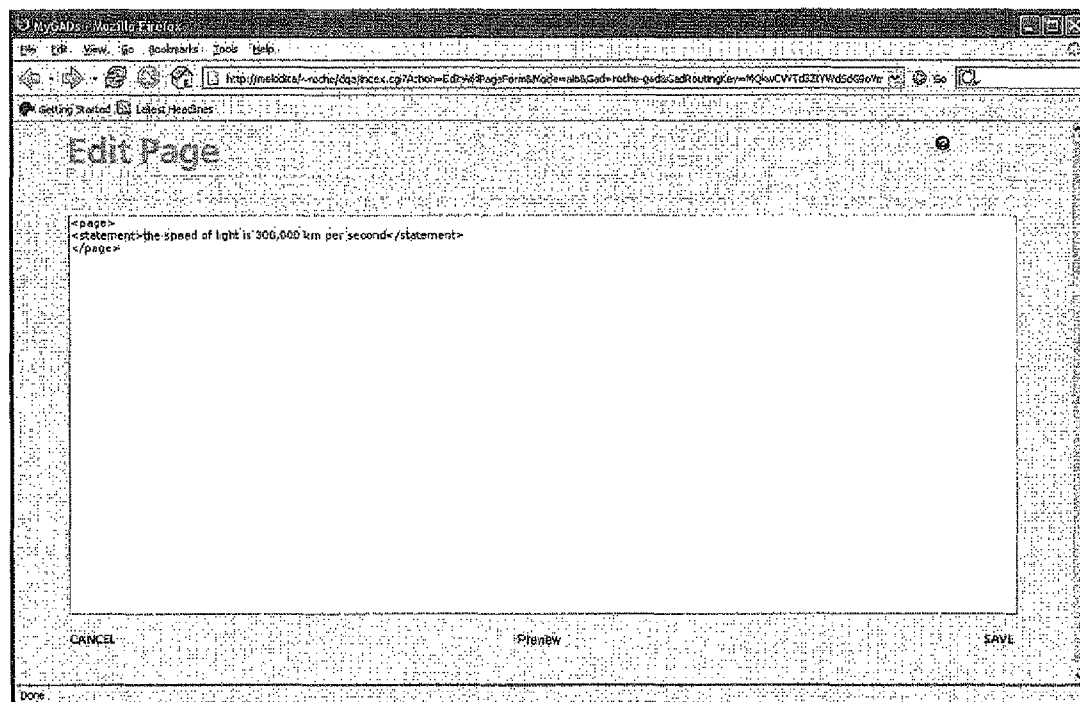 MyGADs - Mozilla Firefox
File Edit View Go Bookmarks Tools Help
Go
Getting Started Latest Headlines
Edit Page
<page>
<statement>the speed of light is 300,000 km per second</statement>
</page>
CANCEL Preview SAVE
Done